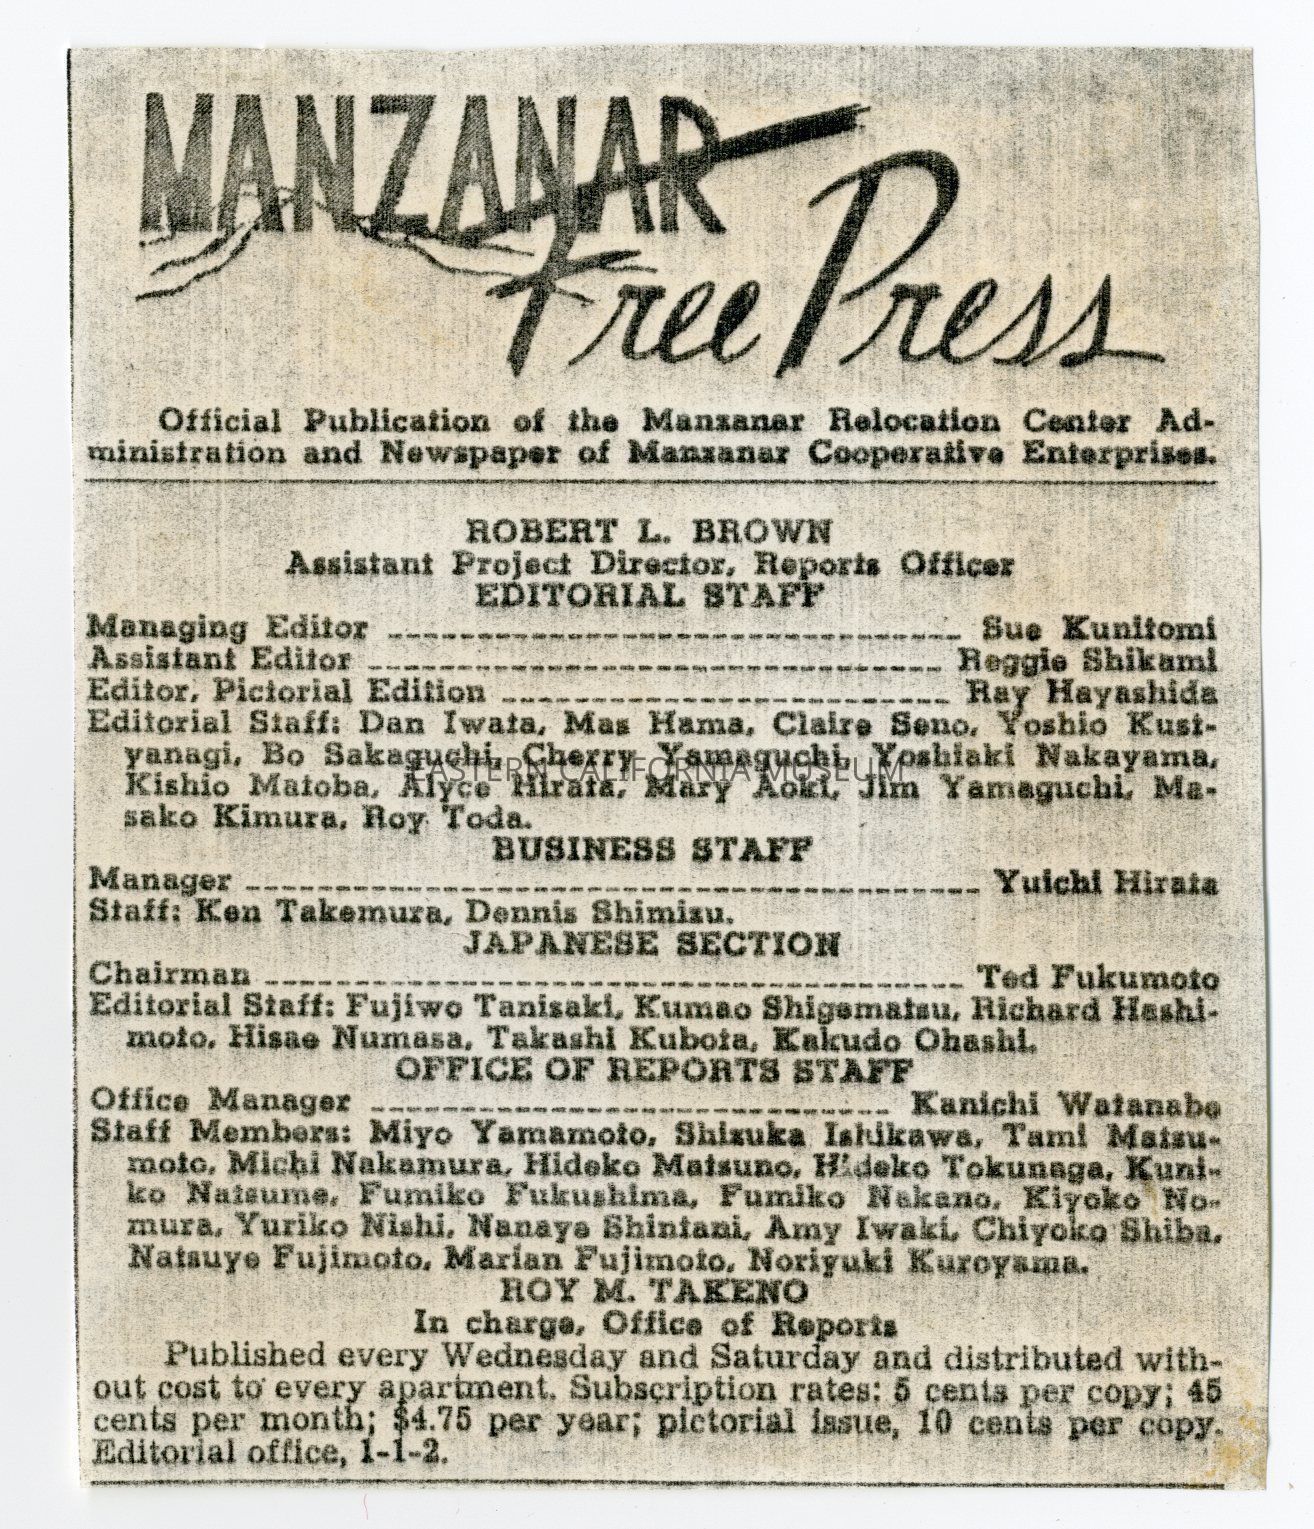 MANZANAR
Free Press
Official Publication of the Manzanar Relocation Center Ad-
ministration and Newspaper of Manzanar Cooperative Enterprises.
ROBERT L. BROWN
Assistant Project Director, Reports Officer
EDITORIAL STAFF
Managing Editor ------------------------------------ Sue Kunitomi
Assistant Editor ------------------------------------ Reggie Shikami
Editor, Pictorial Edition ---------------------------- Ray Hayashida
Editorial Staff: Dan Iwata, Mas Hama, Claire Seno, Yoshio Kusi-
yanagi, Bo Sakaguchi, Cherry Yamaguchi, Yoshiaki Nakayama,
EASTERN CALIFORNIA MUSEUM
Kishio Matoba, Alyce Hirata, Mary Aoki, Jim Yamaguchi, Ma-
sako Kimura, Roy Toda.
BUSINESS STAFF
Manager ---------------------------------------------- Yuichi Hirata
Staff: Ken Takemura, Dennis Shimizu.
JAPANESE SECTION
Chairman -------------------------------------------- Ted Fukumoto
Editorial Staff: Fujiwo Tanisaki, Kumao Shigematsu, Richard Hashi-
moto, Hisae Numasa, Takashi Kubota, Kakudo Ohashi.
OFFICE OF REPORTS STAFF
Office Manager -------------------------------- Kanichi Watanabe
Staff Members: Miyo Yamamoto, Shizuka Ishikawa, Tami Matsu-
moto, Michi Nakamura, Hideko Matsuno, Hideko Tokunaga, Kuni-
ko Natsume, Fumiko Fukushima, Fumiko Nakano, Kiyoko No-
mura, Yuriko Nishi, Nanaye Shintani, Amy Iwaki, Chiyoko Shiba,
Natsuye Fujimoto, Marian Fujimoto, Noriyuki Kuroyama.
ROY M. TAKENO
In charge, Office of Reports
Published every Wednesday and Saturday and distributed with-
out cost to every apartment. Subscription rates: 5 cents per copy; 45
cents per month; $4.75 per year; pictorial issue, 10 cents per copy.
Editorial office, 1-1-2.